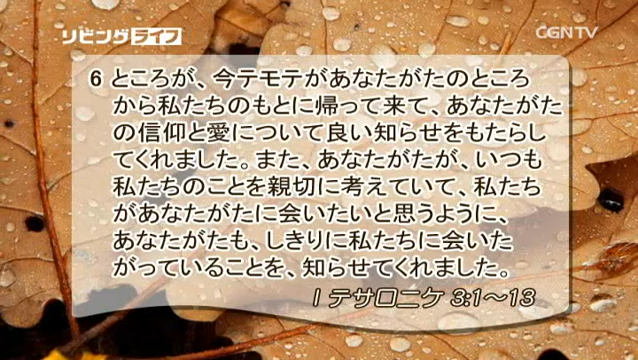 リビングライフ
CGNTV
6 ところが、今テモテがあなたがたのところ
から私たちのもとに帰って来て、あなたがた
の信仰と愛について良い知らせをもたらし
てくれました。また、あなたがたが、いつも
私たちのことを親切に考えていて、私たち
があなたがたに会いたいと思うように、
あなたがたも、しきりに私たちに会いた
がっていることを、知らせてくれました。
Ⅰテサロニケ 3:1〜13